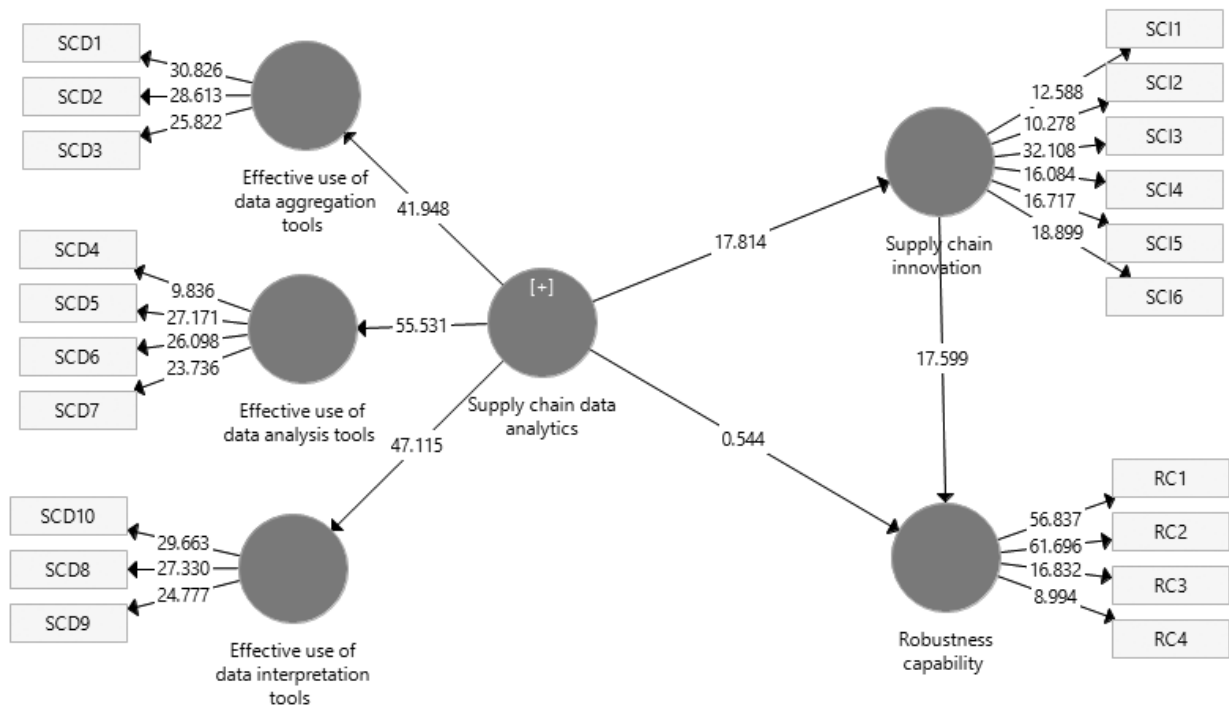 SCD1
SCD2
SCD3
30.826
28.613
25.822
Effective use of
data aggregation
tools
41.948
SCD4
SCD5
SCD6
SCD7
9.836
27.171
26.098
23.736
Effective use of
data analysis tools
55.531
SCD10
SCD8
SCD9
29.663
27.330
24.777
Effective use of
data interpretation
tools
47.115
[+]
Supply chain data
analytics
17.814
0.544
Supply chain
innovation
12.588
10.278
32.108
16.084
16.717
18.899
SCI1
SCI2
SCI3
SCI4
SCI5
SCI6
17.599
Robustness
capability
56.837
61.696
16.832
8.994
RC1
RC2
RC3
RC4